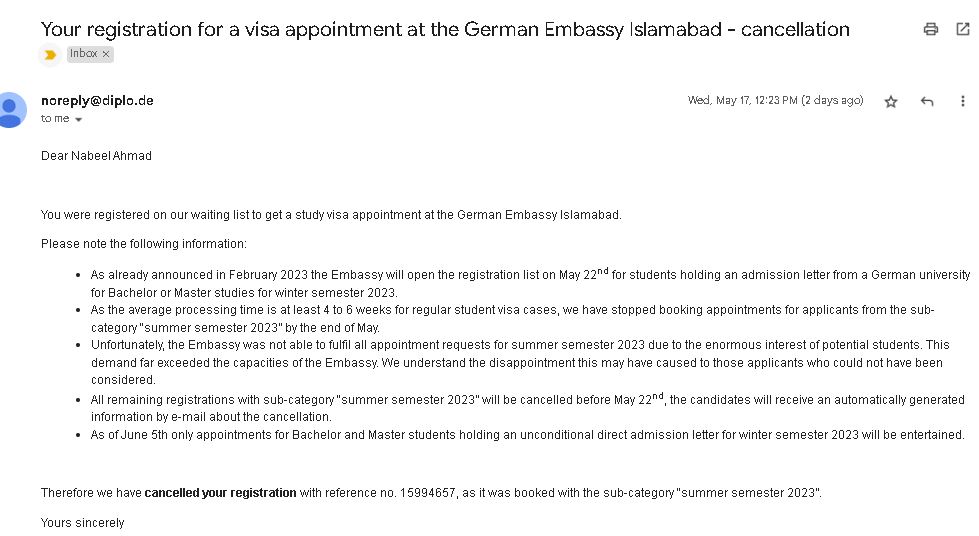 Your registration for a visa appointment at the German Embassy Islamabad - cancellation
Inbox ×
noreply@diplo.de
Wed, May 17, 12:23 PM (2 days ago)
to me
Dear Nabeel Ahmad
You were registered on our waiting list to get a study visa appointment at the German Embassy Islamabad.
Please note the following information:
• As already announced in February 2023 the Embassy will open the registration list on May 22nd for students holding an admission letter from a German university
for Bachelor or Master studies for winter semester 2023.
• As the average processing time is at least 4 to 6 weeks for regular student visa cases, we have stopped booking appointments for applicants from the sub-
category "summer semester 2023" by the end of May.
• Unfortunately, the Embassy was not able to fulfil all appointment requests for summer semester 2023 due to the enormous interest of potential students. This
demand far exceeded the capacities of the Embassy. We understand the disappointment this may have caused to those applicants who could not have been
considered.
• All remaining registrations with sub-category "summer semester 2023" will be cancelled before May 22nd, the candidates will receive an automatically generated
information by e-mail about the cancellation.
• As of June 5th only appointments for Bachelor and Master students holding an unconditional direct admission letter for winter semester 2023 will be entertained.
Therefore we have cancelled your registration with reference no. 15994657, as it was booked with the sub-category "summer semester 2023".
Yours sincerely